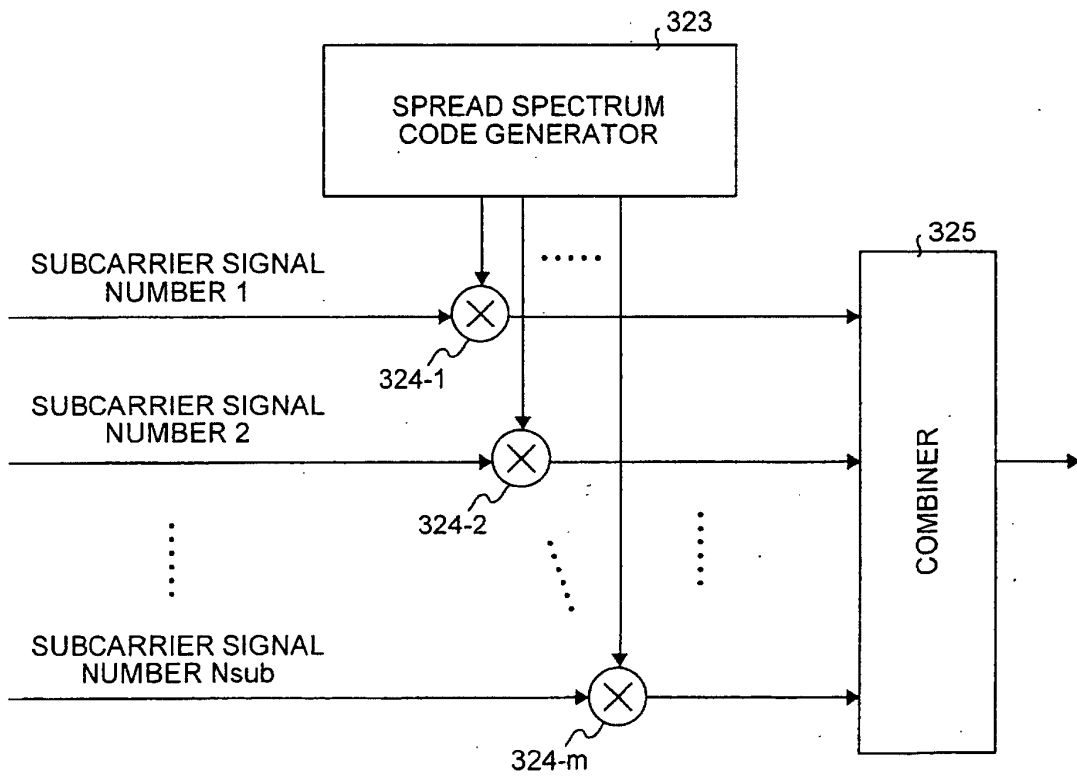 323
SPREAD SPECTRUM
CODE GENERATOR
325
SUBCARRIER SIGNAL
NUMBER 1
324-1
SUBCARRIER SIGNAL
NUMBER 2
324-2
COMBINER
SUBCARRIER SIGNAL
NUMBER Nsub
324-m